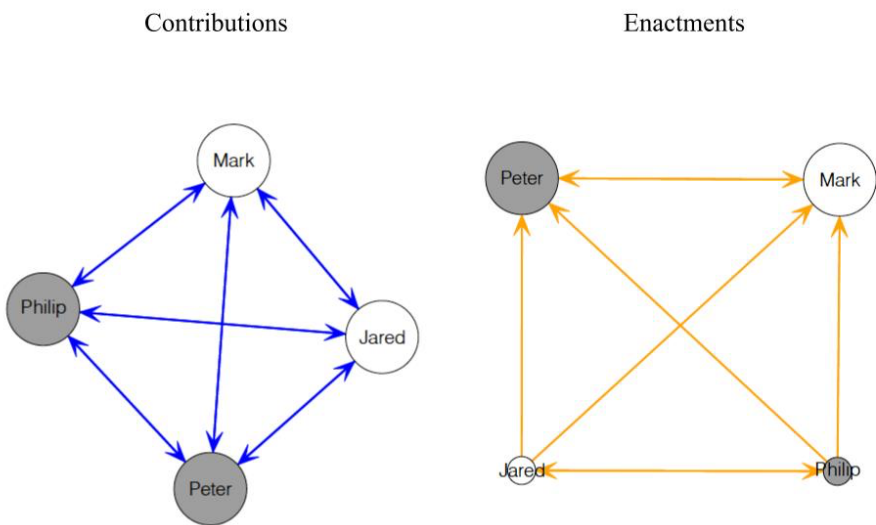 Contributions
Enactments
Mark
Philip
Jared
Peter
Peter
Mark
Jared
Philip